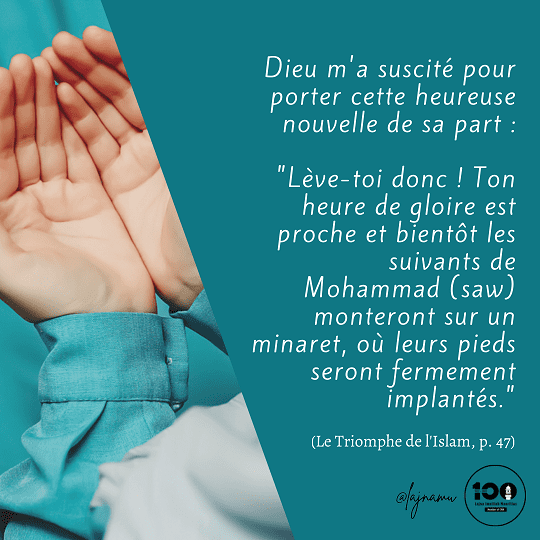 Dieu m'a suscité pour
porter cette heureuse
nouvelle de sa part :
"Lève-toi donc ! Ton
heure de gloire est
proche et bientôt les
suivants de
Mohammad (saw)
monteront sur un
minaret, où leurs pieds
seront fermement
implantés."
(Le Triomphe de l'Islam, p. 47)
@lajnamu
100